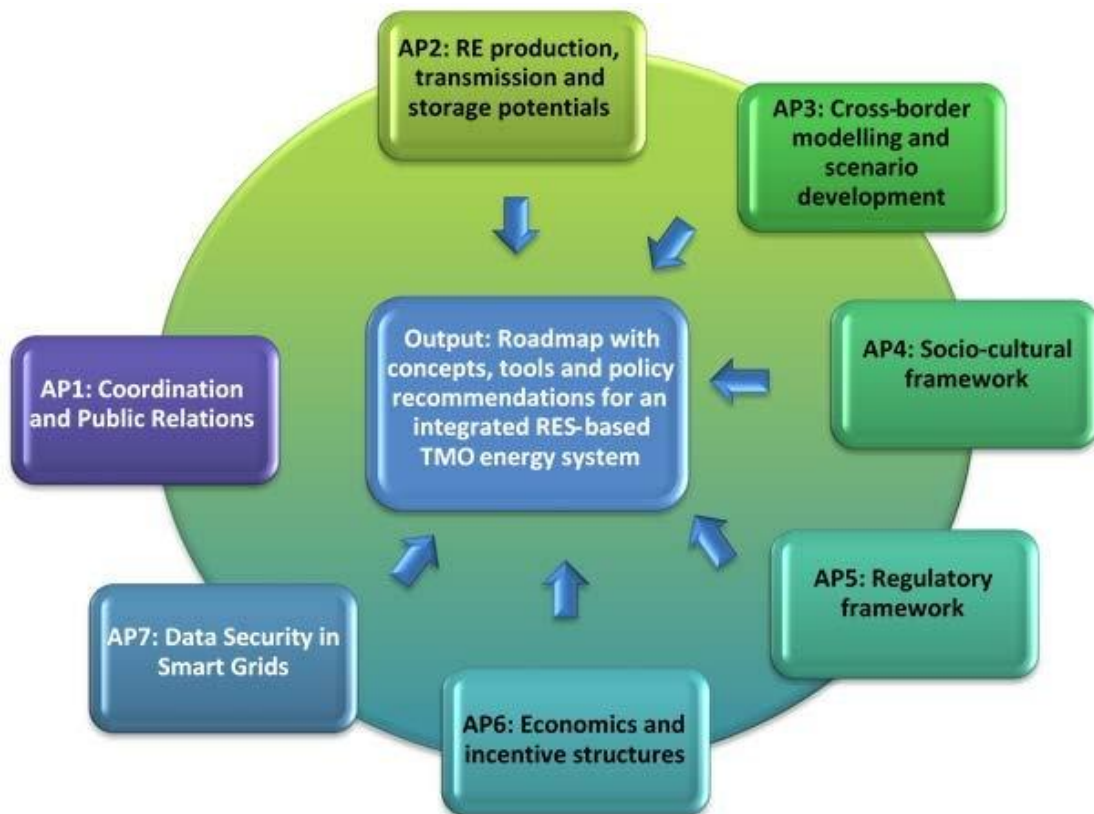 AP2: RE production,
transmission and
storage potentials
AP3: Cross-border
modelling and
scenario
development
AP4: Socio-cultural
framework
AP5: Regulatory
framework
AP6: Economics and
incentive structures
AP7: Data Security in
Smart Grids
AP1: Coordination
and Public Relations
Output: Roadmap with
concepts, tools and policy
recommendations for an
integrated RES-based
TMO energy system